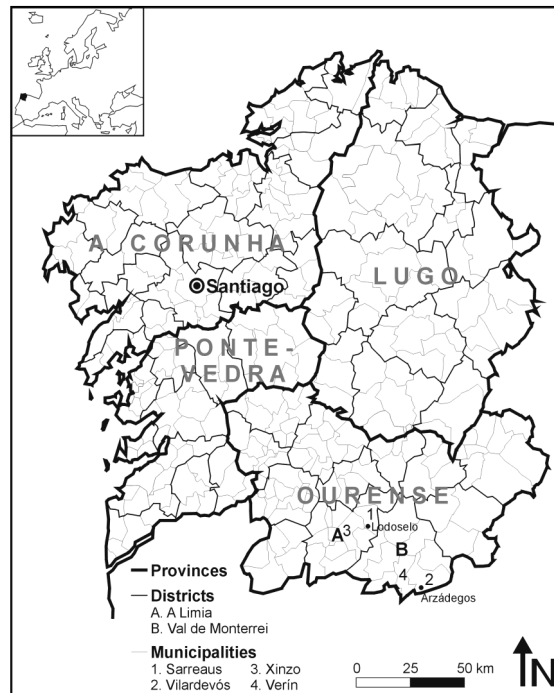 A CORUNHA
LUGO
Santiago
PONTE-
VEDRA
OURENSE
1
Lodoselo
A 3
B
4 2
Arzádegos
Provinces
Districts
A. A Limia
B. Val de Monterrei
Municipalities
1. Sarreaus 3. Xinzo
2. Vilardevós 4. Verín
0 25 50 km
N